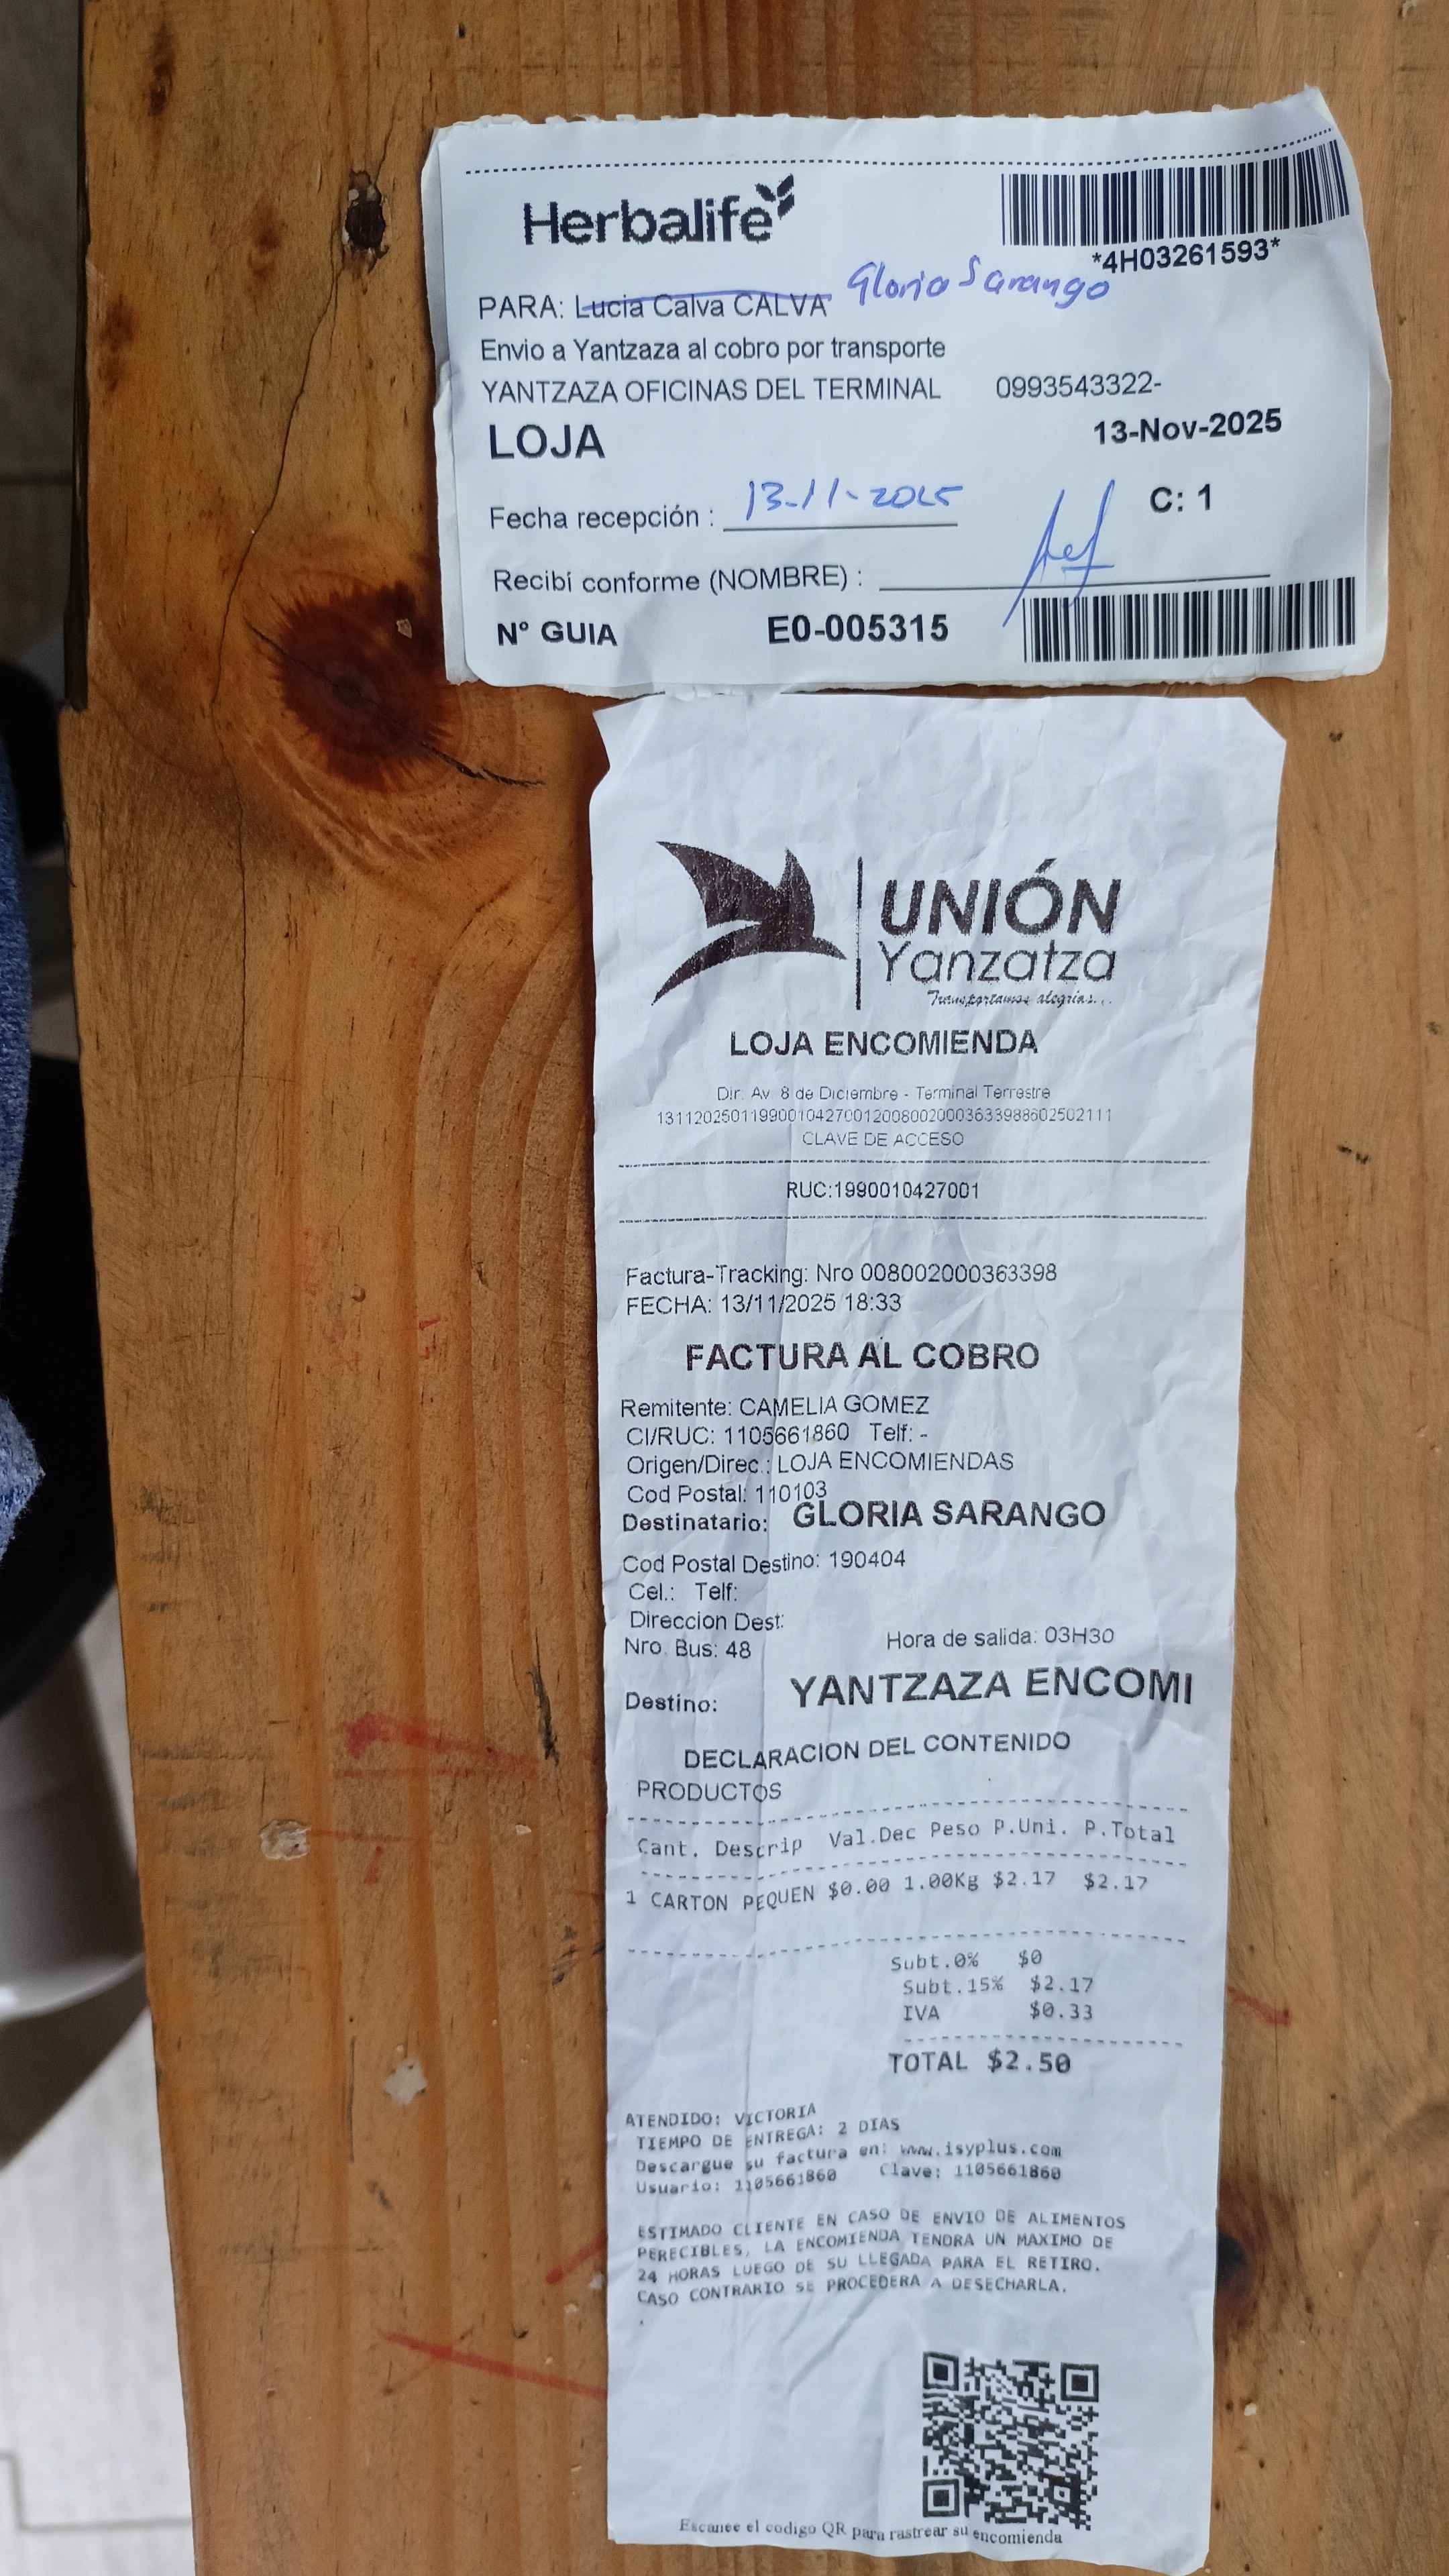 Herbalife
*4H03261593*
PARA: Lucia Calva CALVA Gloria Sarango
Envio a Yantzaza al cobro por transporte
YANTZAZA OFICINAS DEL TERMINAL 0993543322-
LOJA 13-Nov-2025
Fecha recepción : 13-11-2025
C: 1
Recibi conforme (NOMBRE) :
N° GUIA E0-005315
UNIÓN
Yanzatza
Transportamos alegrías...
LOJA ENCOMIENDA
Dir: Av. 8 de Diciembre - Terminal Terrestre
1311202501199001042700120080020003633988602502111
CLAVE DE ACCESO
RUC:1990010427001
Factura-Tracking: Nro 008002000363398
FECHA: 13/11/2025 18:33
FACTURA AL COBRO
Remitente: CAMELIA GOMEZ
CI/RUC: 1105661860 Telf: -
Origen/Direc.: LOJA ENCOMIENDAS
Cod Postal: 110103
Destinatario: GLORIA SARANGO
Cod Postal Destino: 190404
Cel.: Telf:
Direccion Dest:
Nro. Bus: 48 Hora de salida: 03H30
Destino: YANTZAZA ENCOMI
DECLARACION DEL CONTENIDO
PRODUCTOS
Cant. Descrip Val.Dec Peso P.Uni. P.Total
1 CARTON PEQUEN $0.00 1.00Kg $2.17 $2.17
Subt.0% $0
Subt.15% $2.17
IVA $0.33
TOTAL $2.50
ATENDIDO: VICTORIA
TIEMPO DE ENTREGA: 2 DIAS
Descargue su factura en: www.isyplus.com
Usuario: 1105661860 Clave: 1105661860
ESTIMADO CLIENTE EN CASO DE ENVIO DE ALIMENTOS
PERECIBLES, LA ENCOMIENDA TENDRA UN MAXIMO DE
24 HORAS LUEGO DE SU LLEGADA PARA EL RETIRO.
CASO CONTRARIO SE PROCEDERA A DESECHARLA.
.
Escanee el codigo QR para rastrear su encomienda